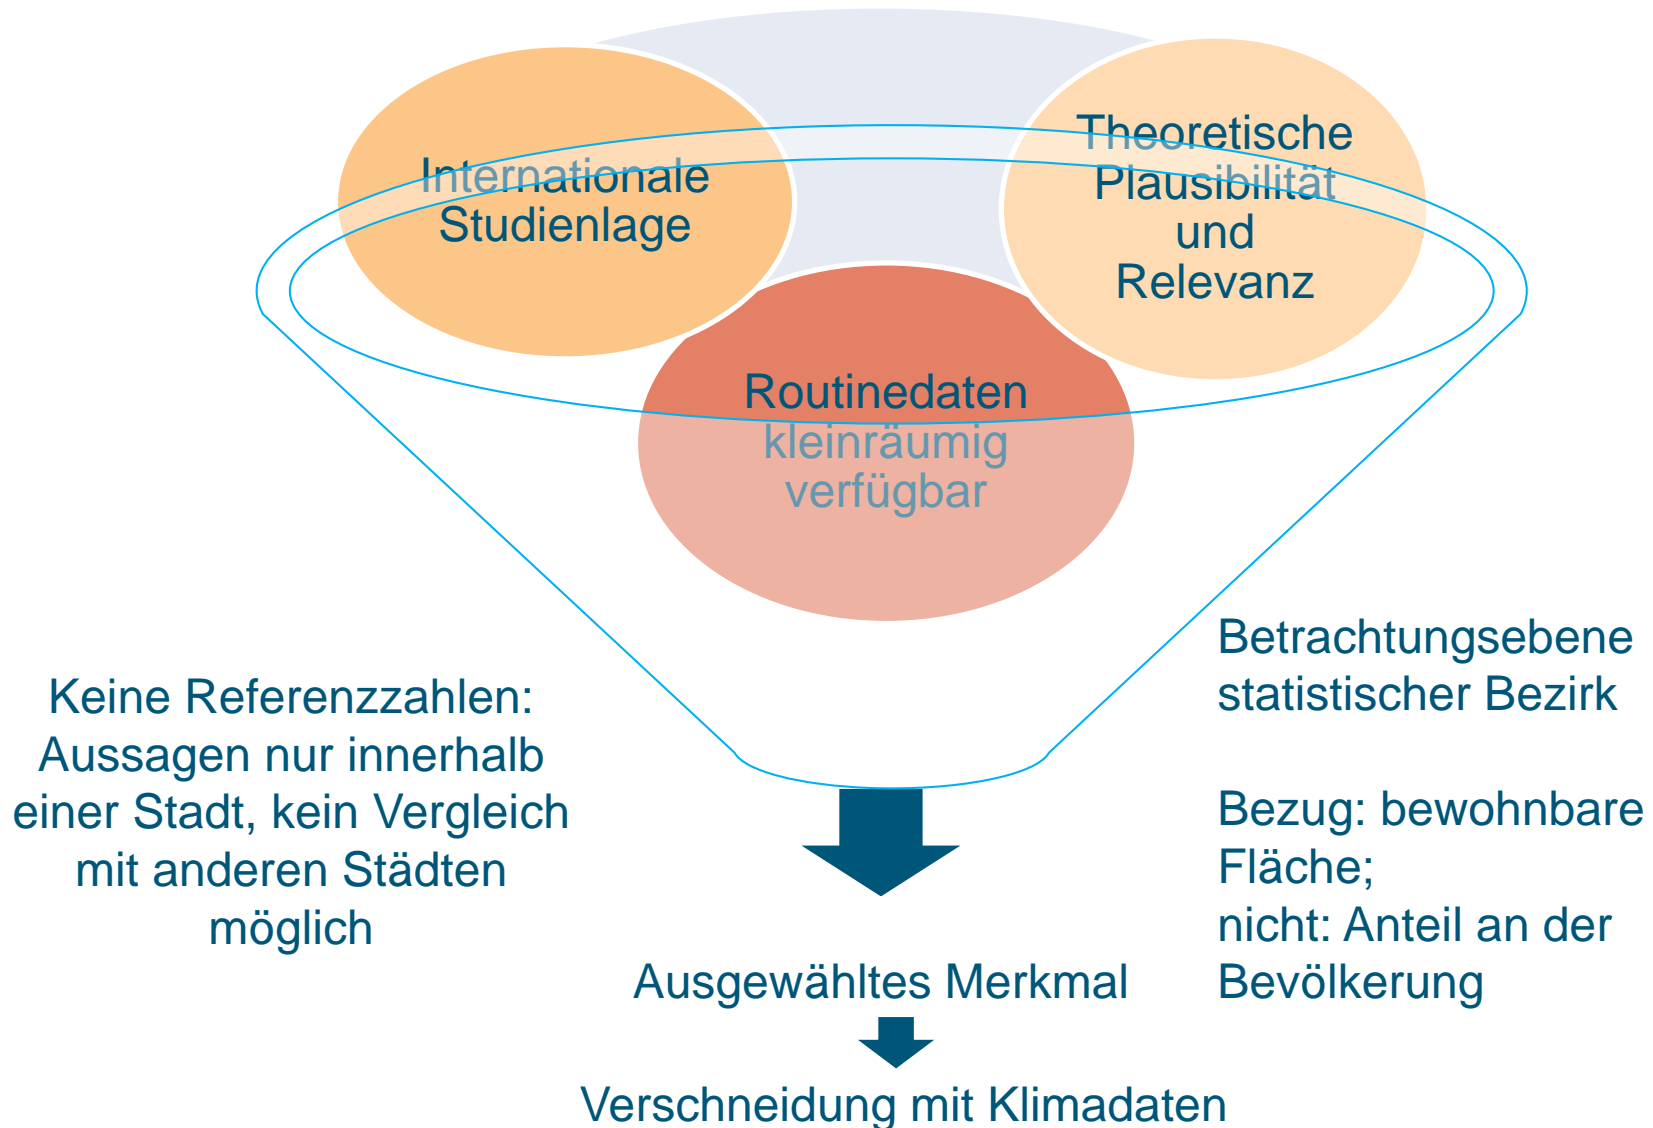 Internationale
Studienlage
Theoretische
Plausibilität
und
Relevanz
Routinedaten
kleinräumig
verfügbar
Keine Referenzzahlen:
Aussagen nur innerhalb
einer Stadt, kein Vergleich
mit anderen Städten
möglich
Betrachtungsebene
statistischer Bezirk
Bezug: bewohnbare
Fläche;
nicht: Anteil an der
Bevölkerung
Ausgewähltes Merkmal
Verschneidung mit Klimadaten